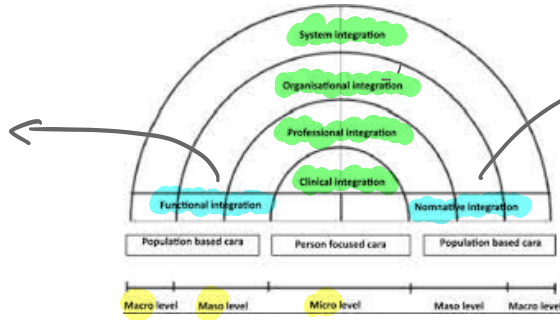 System integration
Organisational integration
Professional integration
Clinical integration
Functional integration
Nomnative integration
Population based cara
Person focused cara
Population based cara
Macro level
Maso level
Micro level
Maso level
Macro level